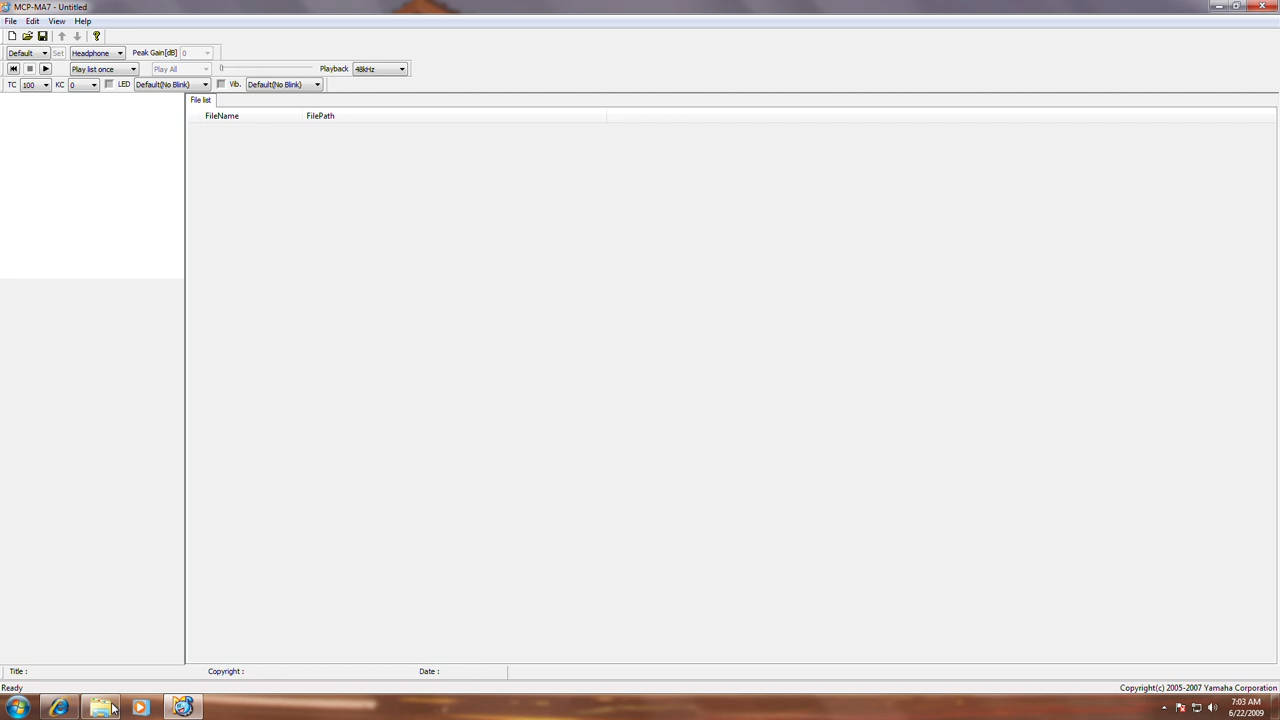 MCP-MA7 - Untitled
File Edit View Help
Default Set Headphone Peak Gain[dB] 0
Play list once Play All Playback 48kHz
TC 100 KC 0 LED Default(No Blink) Vib. Default(No Blink)
File list
FileName FilePath
Title : Copyright : Date :
Ready Copyright(c) 2005-2007 Yamaha Corporation
7:03 AM
6/22/2009